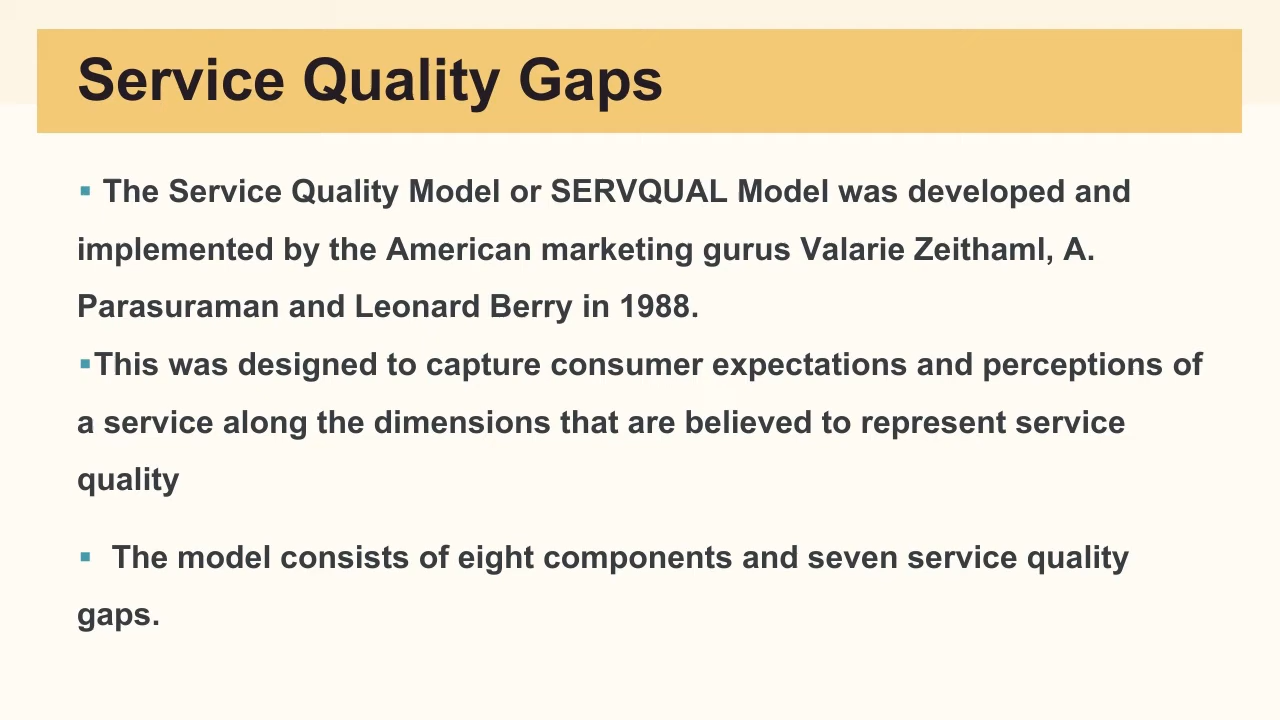 Service Quality Gaps
▪ The Service Quality Model or SERVQUAL Model was developed and
implemented by the American marketing gurus Valarie Zeithaml, A.
Parasuraman and Leonard Berry in 1988.
▪This was designed to capture consumer expectations and perceptions of
a service along the dimensions that are believed to represent service
quality
▪ The model consists of eight components and seven service quality
gaps.